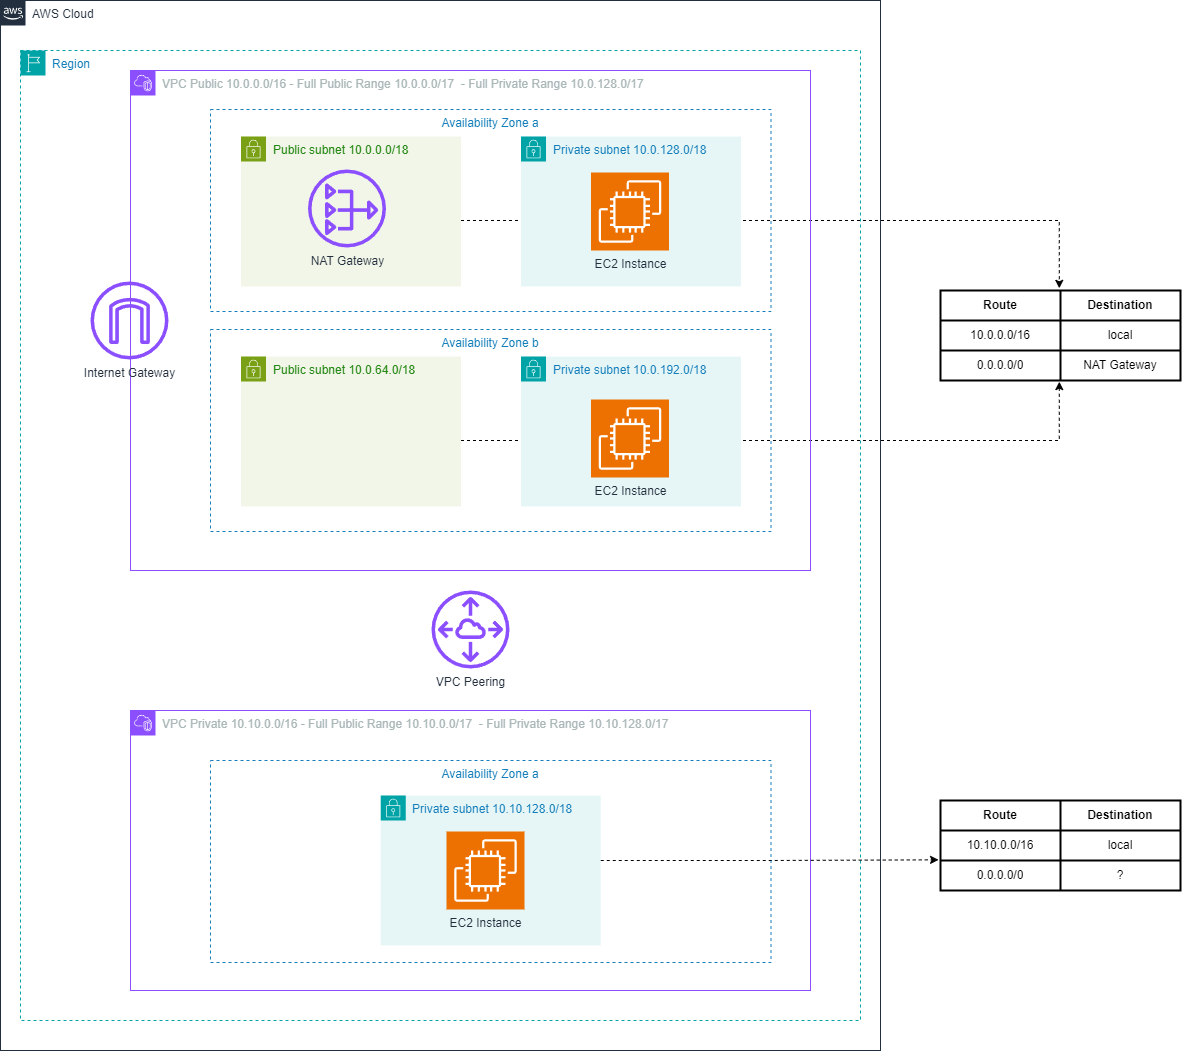 aws
AWS Cloud
Region
VPC Public 10.0.0.0/16 - Full Public Range 10.0.0.0/17 - Full Private Range 10.0.128.0/17
Availability Zone a
Public subnet 10.0.0.0/18
Private subnet 10.0.128.0/18
NAT Gateway
EC2 Instance
Internet Gateway
Availability Zone b
Public subnet 10.0.64.0/18
Private subnet 10.0.192.0/18
EC2 Instance
Route Destination
10.0.0.0/16 local
0.0.0.0/0 NAT Gateway
VPC Peering
VPC Private 10.10.0.0/16 - Full Public Range 10.10.0.0/17 - Full Private Range 10.10.128.0/17
Availability Zone a
Private subnet 10.10.128.0/18
EC2 Instance
Route Destination
10.10.0.0/16 local
0.0.0.0/0 ?